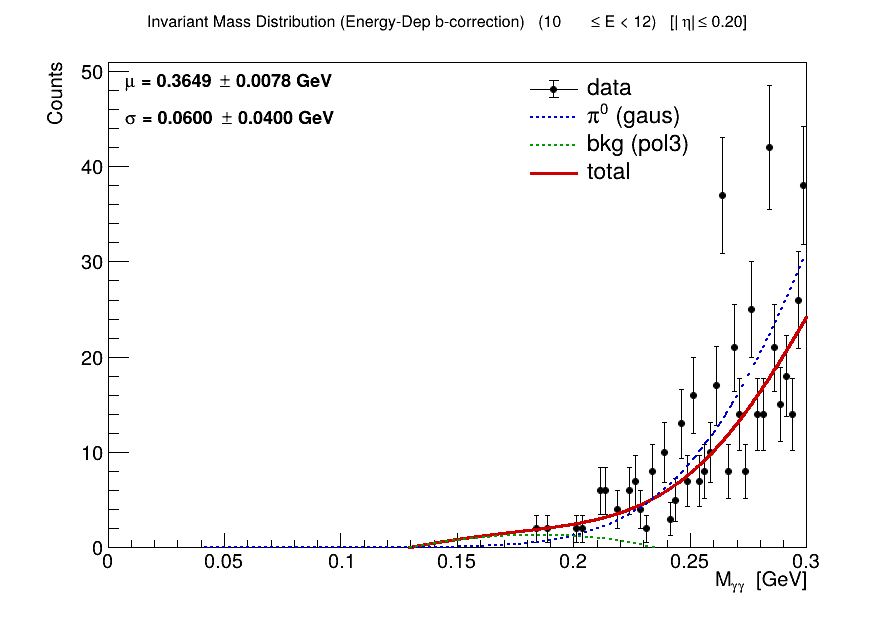 Invariant Mass Distribution (Energy-Dep b-correction) (10 ≤ E < 12) [| η|≤ 0.20]
Counts
μ = 0.3649 ± 0.0078 GeV
σ = 0.0600 ± 0.0400 GeV
data
π⁰ (gaus)
bkg (pol3)
total
50
40
30
20
10
0
0 0.05 0.1 0.15 0.2 0.25 0.3
Mγγ [GeV]